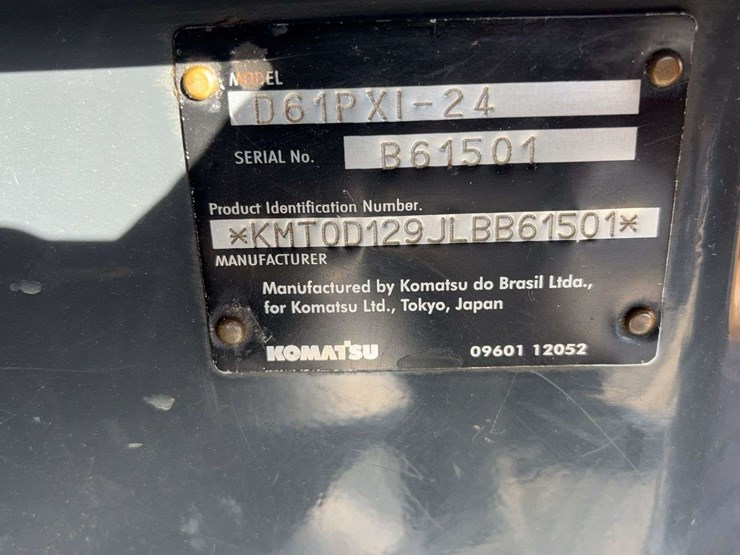 MODEL
D61PXI-24
SERIAL No. B61501
Product Identification Number.
*KMT0D129JLBB61501*
MANUFACTURER
Manufactured by Komatsu do Brasil Ltda.,
for Komatsu Ltd., Tokyo, Japan
KOMATSU 09601 12052